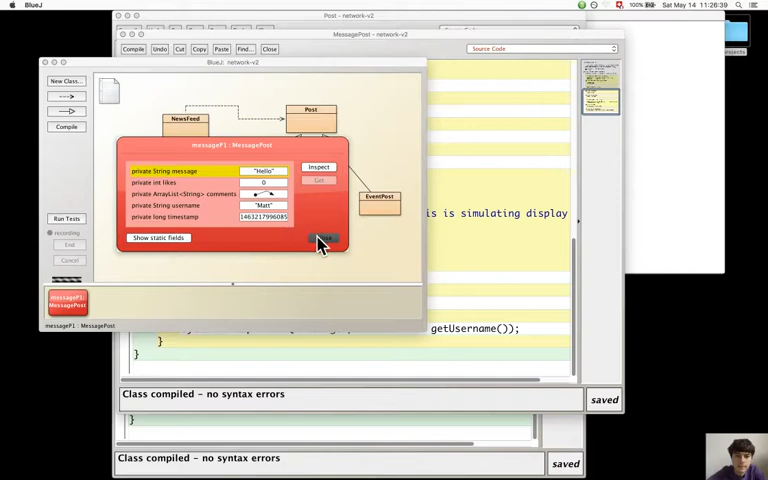 BlueJ
100%
Sat May 14 11:26:39
Post - network-v2
MessagePost - network-v2
Compile Undo Cut Copy Paste Find... Close
Source Code
BlueJ: network-v2
New Class...
Compile
NewsFeed
Post
EventPost
messageP1 : MessagePost
private String message "Hello"
private int likes 0
private ArrayList<String> comments
private String username "Matt"
private long timestamp 1463217996085
Inspect
Get
Show static fields
is is simulating display
Run Tests
recording
End
Cancel
messageP1:
MessagePost
messageP1 : MessagePost
getUsername());
}
}
Class compiled - no syntax errors
saved
}
Class compiled - no syntax errors
saved